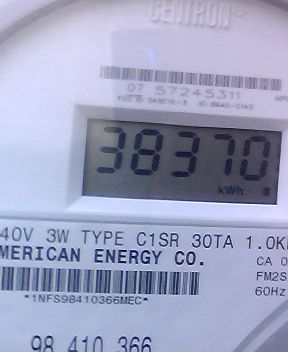 CENTRON®
07 57245311
38370
kWh
40V 3W TYPE C1SR 30TA 1.0K
MERICAN ENERGY CO.
CA 0
FM2S
60Hz
*1NFS98410366MEC*
98 410 366